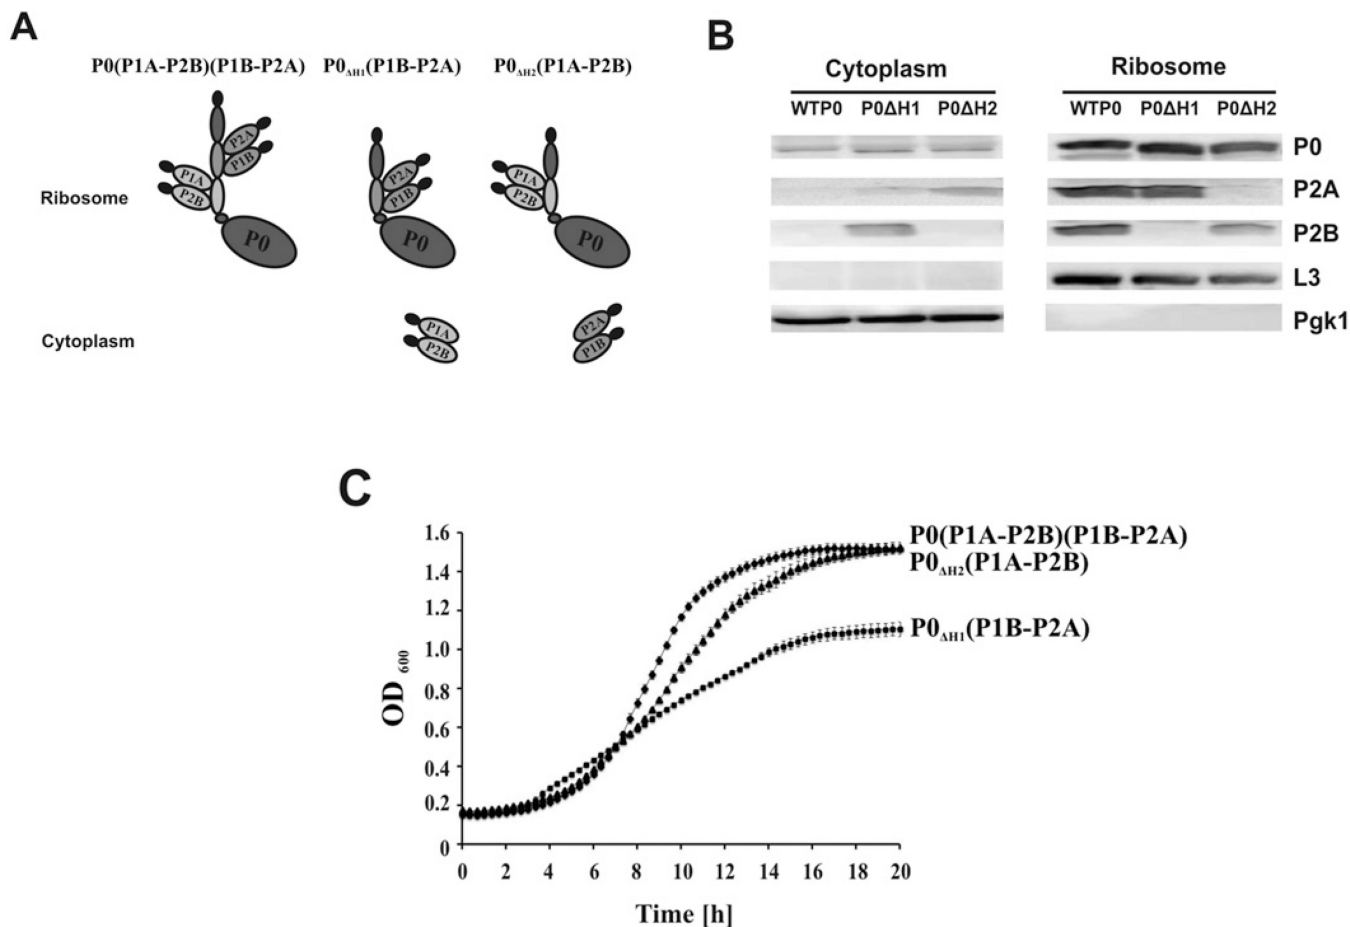 A
P0(P1A-P2B)(P1B-P2A) P0ΔH1(P1B-P2A) P0ΔH2(P1A-P2B)
P2A
P1B
P1A
P2B
P2A
P1B
P1A
P2B
Ribosome
P0
P0
P0
Cytoplasm
P1A
P2B
P2A
P1B
B
Cytoplasm Ribosome
WTP0 P0ΔH1 P0ΔH2 WTP0 P0ΔH1 P0ΔH2
P0
P2A
P2B
L3
Pgk1
C
1.6
1.4
1.2
1.0
0.8
0.6
0.4
0.2
0
OD 600
P0(P1A-P2B)(P1B-P2A)
P0ΔH2(P1A-P2B)
P0ΔH1(P1B-P2A)
0 2 4 6 8 10 12 14 16 18 20
Time [h]